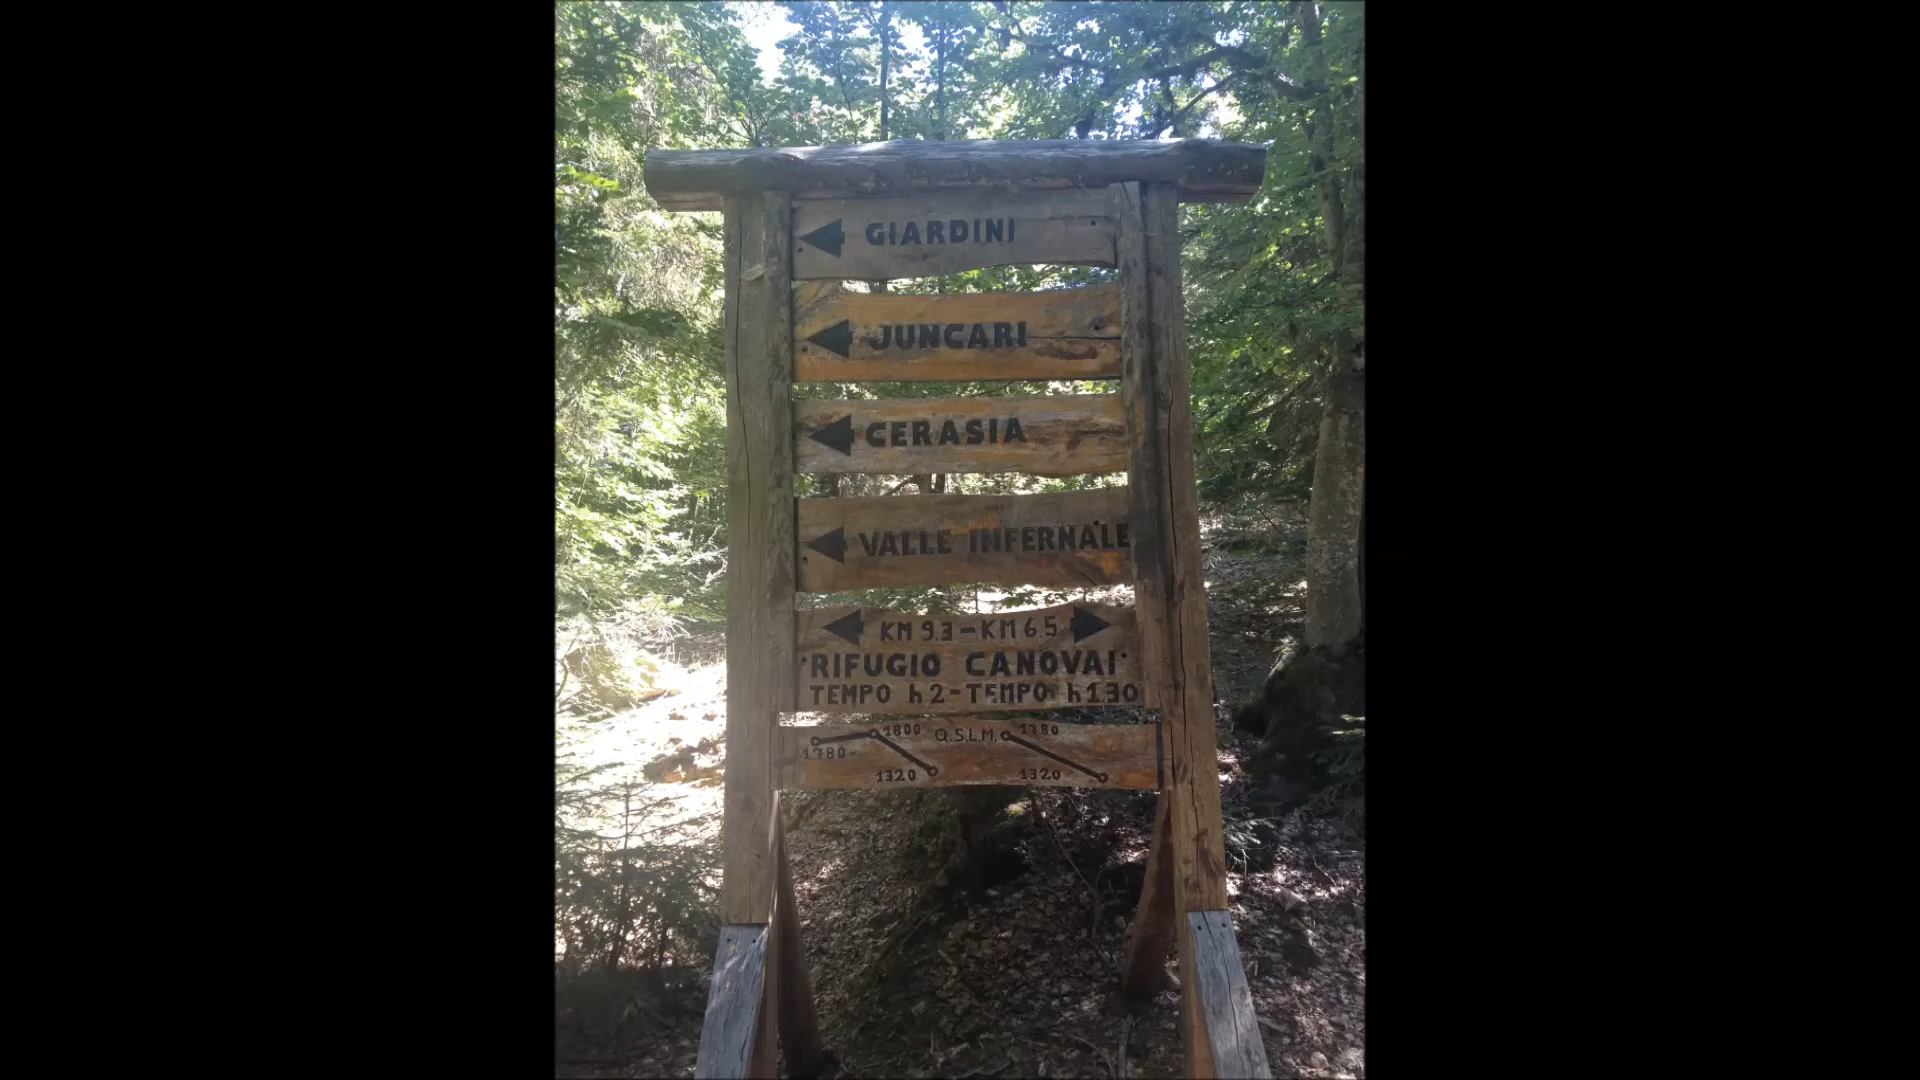 GIARDINI
JUNCARI
CERASIA
VALLE INFERNALE
KM 9.3 - KM 6.5
"RIFUGIO CANOVAI"
TEMPO h 2 - TEMPO h 1.30
1800 Q.S.L.M. 1380
1380
1320 1320